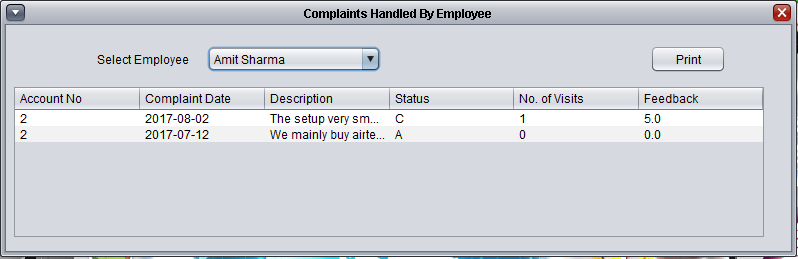 Complaints Handled By Employee
Select Employee Amit Sharma Print
Account No Complaint Date Description Status No. of Visits Feedback
2 2017-08-02 The setup very sm... C 1 5.0
2 2017-07-12 We mainly buy airte... A 0 0.0